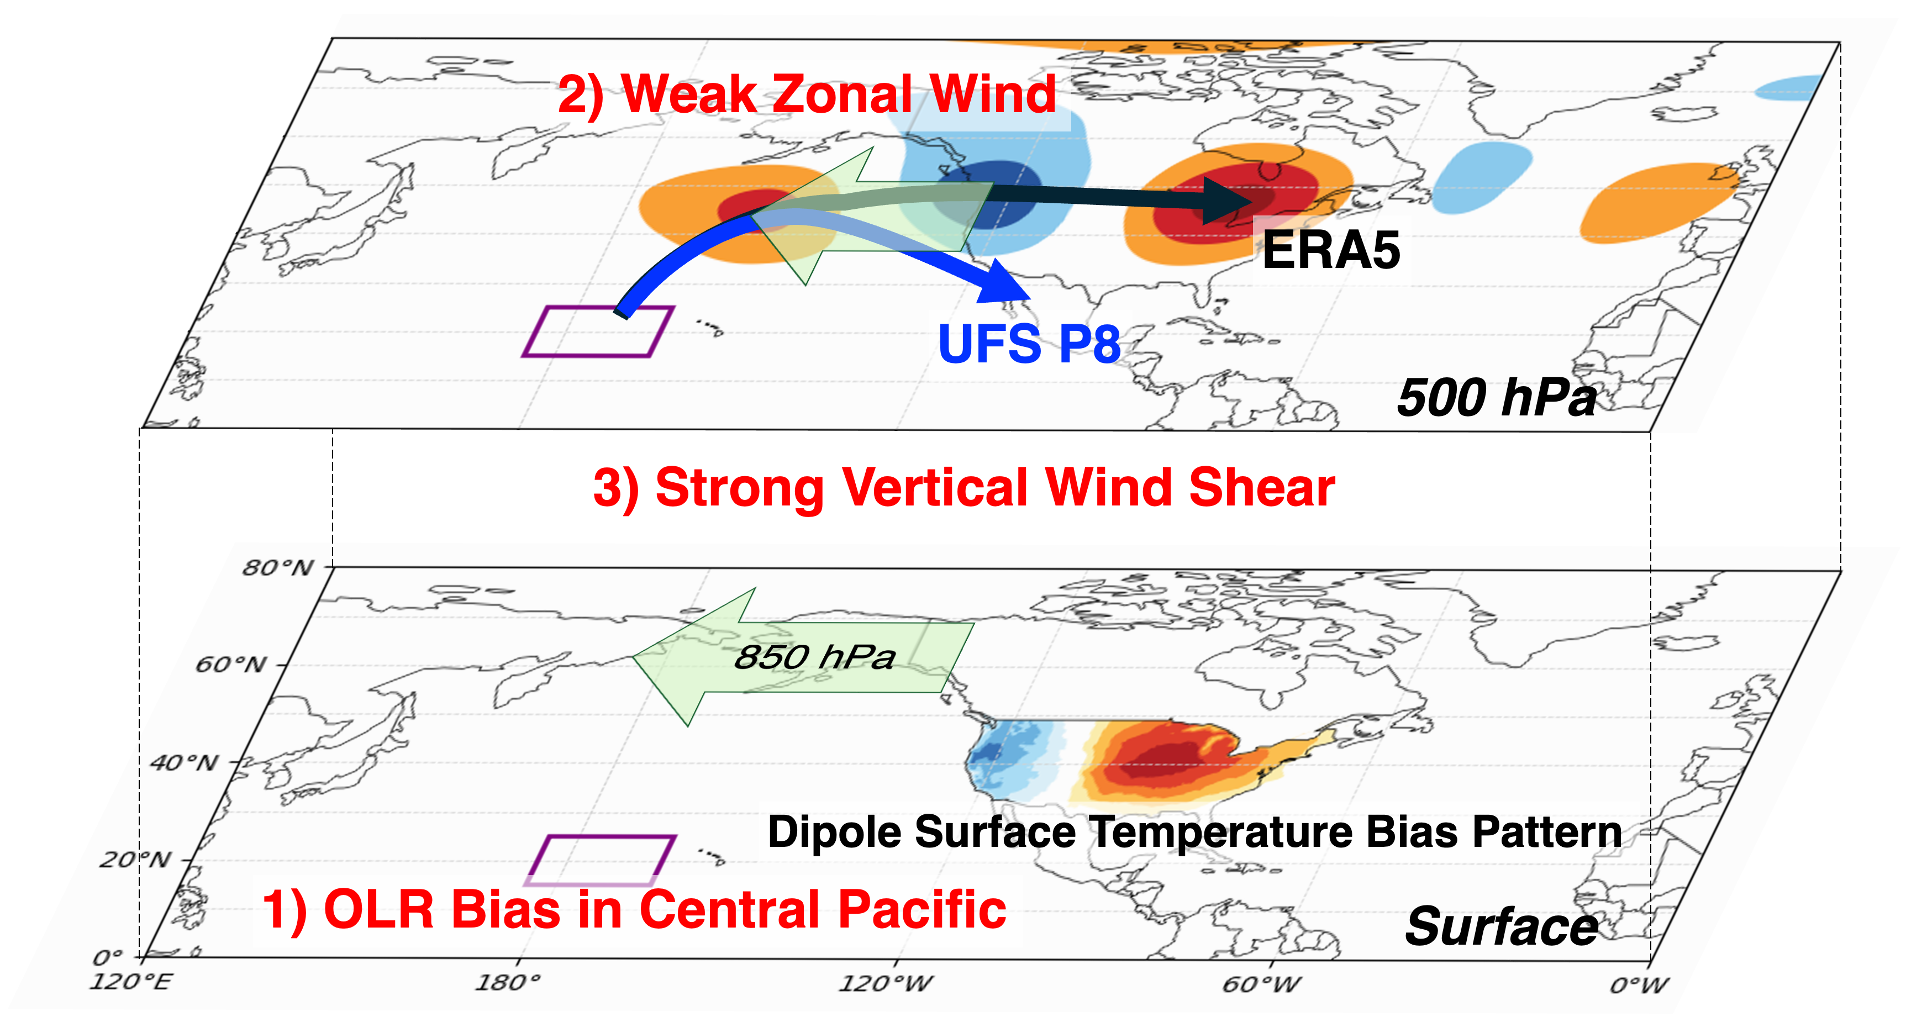 2) Weak Zonal Wind
ERA5
UFS P8
500 hPa
3) Strong Vertical Wind Shear
80°N
850 hPa
60°N
40°N
Dipole Surface Temperature Bias Pattern
20°N
1) OLR Bias in Central Pacific
Surface
0°
120°E 180° 120°W 60°W 0°W